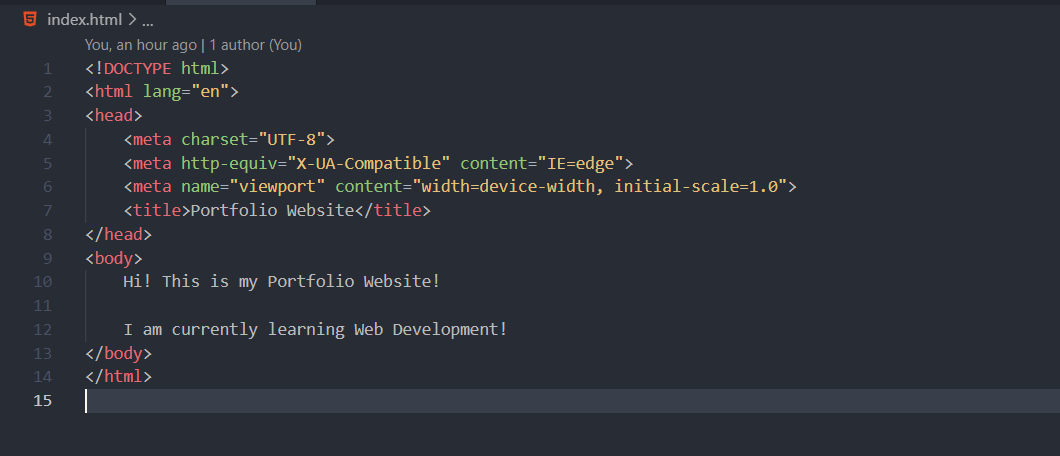 index.html > ...
You, an hour ago | 1 author (You)
1 <!DOCTYPE html>
2 <html lang="en">
3 <head>
4     <meta charset="UTF-8">
5     <meta http-equiv="X-UA-Compatible" content="IE=edge">
6     <meta name="viewport" content="width=device-width, initial-scale=1.0">
7     <title>Portfolio Website</title>
8 </head>
9 <body>
10     Hi! This is my Portfolio Website!
11
12     I am currently learning Web Development!
13 </body>
14 </html>
15